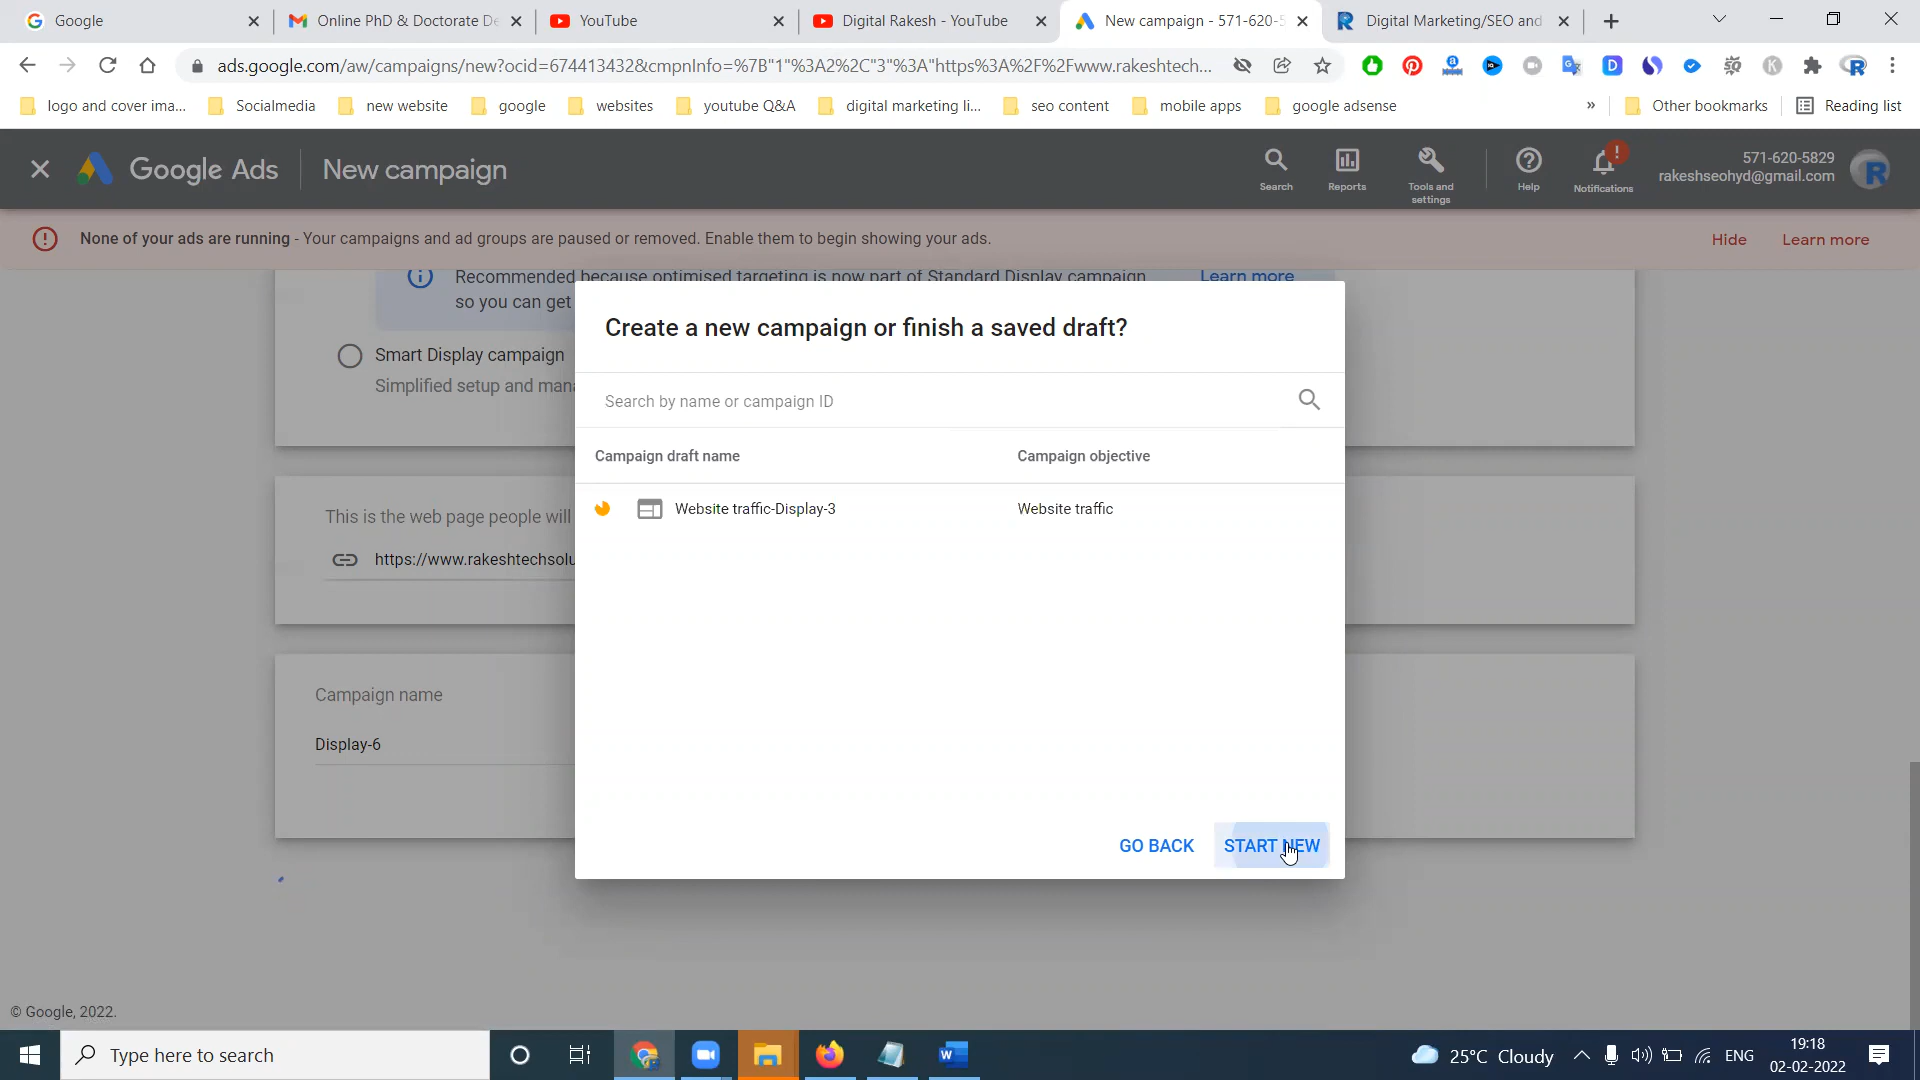 Google
Online PhD & Doctorate De
YouTube
Digital Rakesh - YouTube
New campaign - 571-620-5
Digital Marketing/SEO and
ads.google.com/aw/campaigns/new?ocid=674413432&cmpnInfo=%7B"1"%3A2%2C"3"%3A"https%3A%2F%2Fwww.rakeshtech...
logo and cover ima...
Socialmedia
new website
google
websites
youtube Q&A
digital marketing li...
seo content
mobile apps
google adsense
»
Other bookmarks
Reading list
Google Ads
New campaign
Search
Reports
Tools and
settings
Help
Notifications
571-620-5829
rakeshseohyd@gmail.com
None of your ads are running - Your campaigns and ad groups are paused or removed. Enable them to begin showing your ads.
Hide
Learn more
Recommended because optimised targeting is now part of Standard Display campaign
Learn more
so you can get
Smart Display campaign
Simplified setup and mana
This is the web page people will
https://www.rakeshtechsolu
Campaign name
Display-6
Create a new campaign or finish a saved draft?
Search by name or campaign ID
Campaign draft name
Campaign objective
Website traffic-Display-3
Website traffic
GO BACK
START NEW
© Google, 2022.
Type here to search
25°C Cloudy
ENG
19:18
02-02-2022